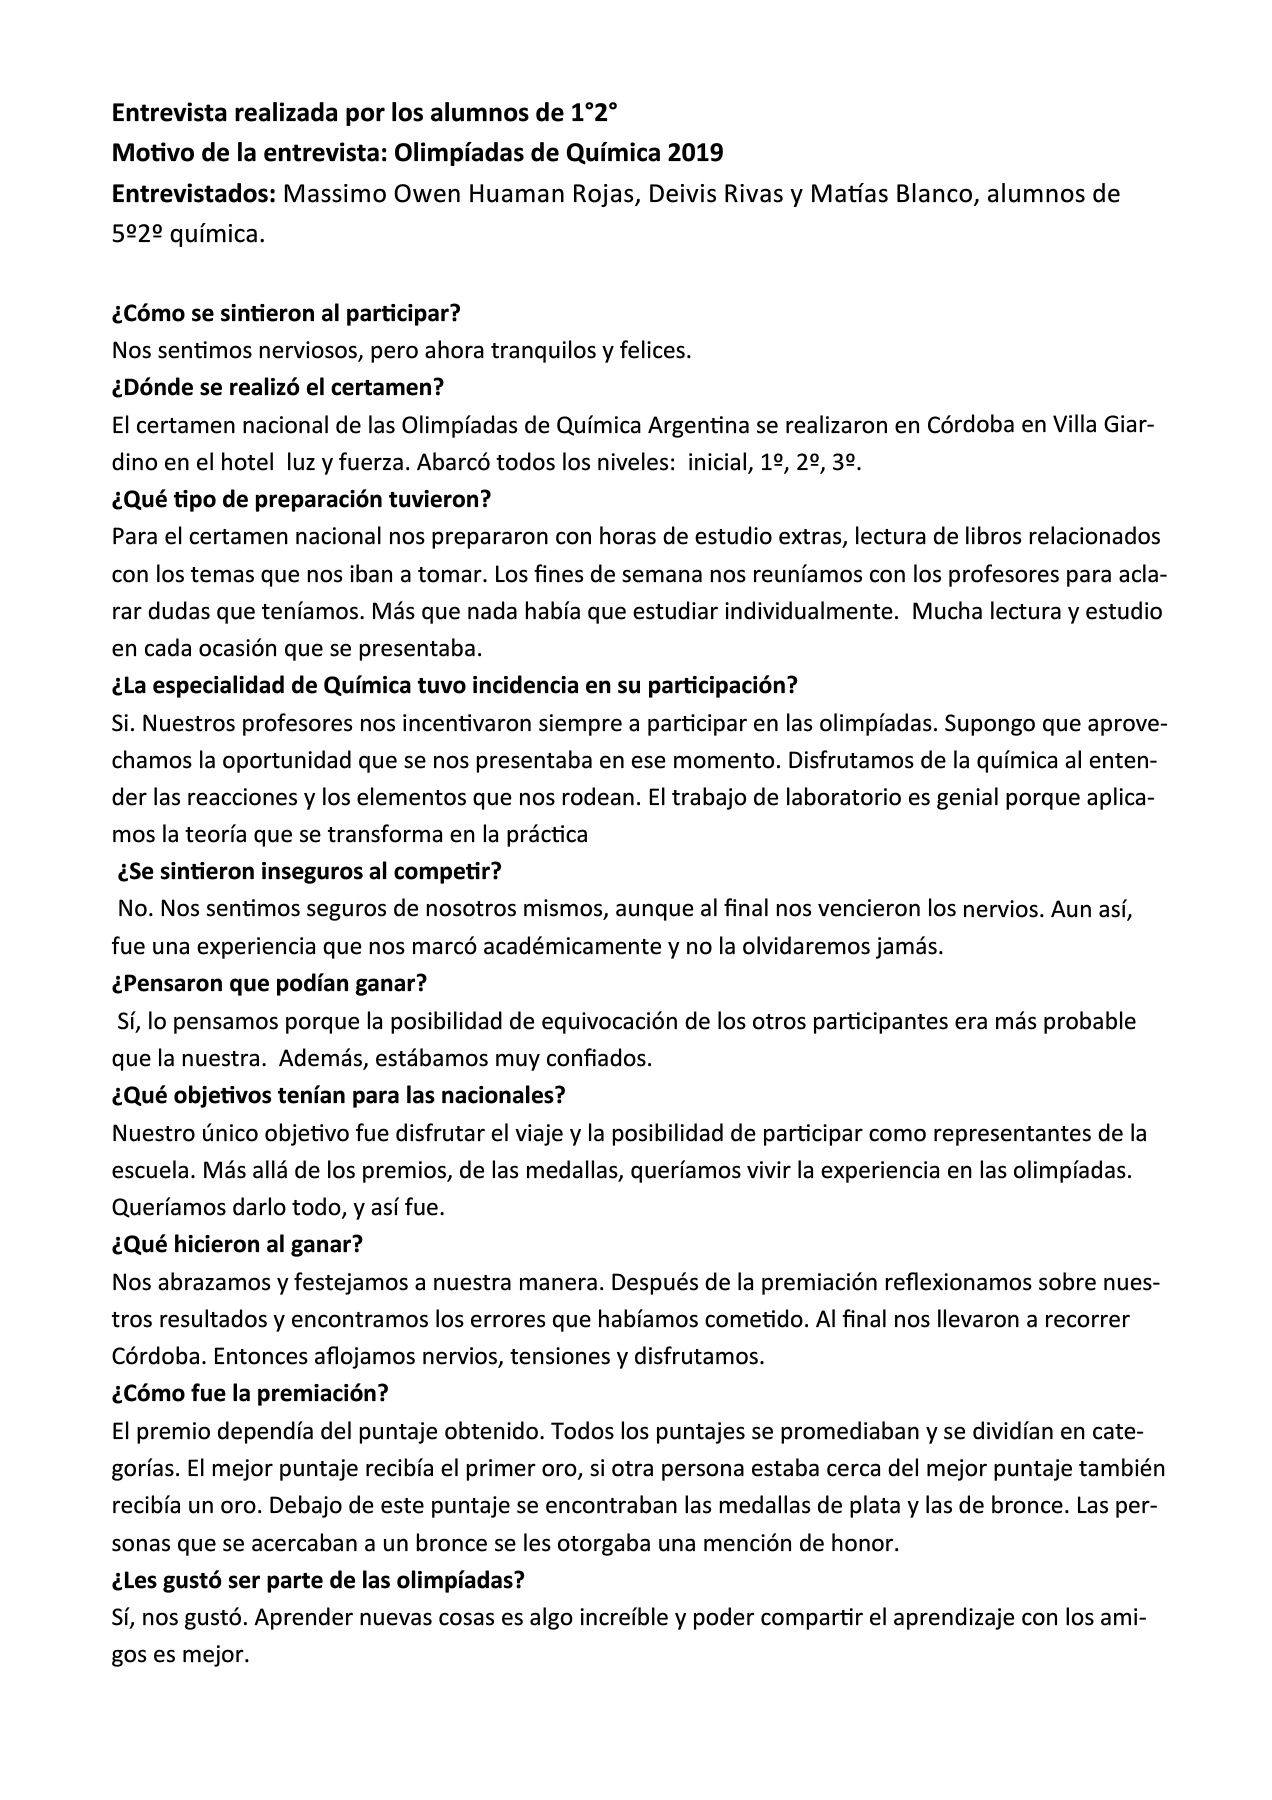 Entrevista realizada por los alumnos de 1°2°
Motivo de la entrevista: Olimpíadas de Química 2019
Entrevistados: Massimo Owen Huaman Rojas, Deivis Rivas y Matías Blanco, alumnos de
5º2º química.
¿Cómo se sintieron al participar?
Nos sentimos nerviosos, pero ahora tranquilos y felices.
¿Dónde se realizó el certamen?
El certamen nacional de las Olimpíadas de Química Argentina se realizaron en Córdoba en Villa Giar-
dino en el hotel  luz y fuerza. Abarcó todos los niveles:  inicial, 1º, 2º, 3º.
¿Qué tipo de preparación tuvieron?
Para el certamen nacional nos prepararon con horas de estudio extras, lectura de libros relacionados
con los temas que nos iban a tomar. Los fines de semana nos reuníamos con los profesores para acla-
rar dudas que teníamos. Más que nada había que estudiar individualmente.  Mucha lectura y estudio
en cada ocasión que se presentaba.
¿La especialidad de Química tuvo incidencia en su participación?
Si. Nuestros profesores nos incentivaron siempre a participar en las olimpíadas. Supongo que aprove-
chamos la oportunidad que se nos presentaba en ese momento. Disfrutamos de la química al enten-
der las reacciones y los elementos que nos rodean. El trabajo de laboratorio es genial porque aplica-
mos la teoría que se transforma en la práctica
¿Se sintieron inseguros al competir?
No. Nos sentimos seguros de nosotros mismos, aunque al final nos vencieron los nervios. Aun así,
fue una experiencia que nos marcó académicamente y no la olvidaremos jamás.
¿Pensaron que podían ganar?
Sí, lo pensamos porque la posibilidad de equivocación de los otros participantes era más probable
que la nuestra.  Además, estábamos muy confiados.
¿Qué objetivos tenían para las nacionales?
Nuestro único objetivo fue disfrutar el viaje y la posibilidad de participar como representantes de la
escuela. Más allá de los premios, de las medallas, queríamos vivir la experiencia en las olimpíadas.
Queríamos darlo todo, y así fue.
¿Qué hicieron al ganar?
Nos abrazamos y festejamos a nuestra manera. Después de la premiación reflexionamos sobre nues-
tros resultados y encontramos los errores que habíamos cometido. Al final nos llevaron a recorrer
Córdoba. Entonces aflojamos nervios, tensiones y disfrutamos.
¿Cómo fue la premiación?
El premio dependía del puntaje obtenido. Todos los puntajes se promediaban y se dividían en cate-
gorías. El mejor puntaje recibía el primer oro, si otra persona estaba cerca del mejor puntaje también
recibía un oro. Debajo de este puntaje se encontraban las medallas de plata y las de bronce. Las per-
sonas que se acercaban a un bronce se les otorgaba una mención de honor.
¿Les gustó ser parte de las olimpíadas?
Sí, nos gustó. Aprender nuevas cosas es algo increíble y poder compartir el aprendizaje con los ami-
gos es mejor.